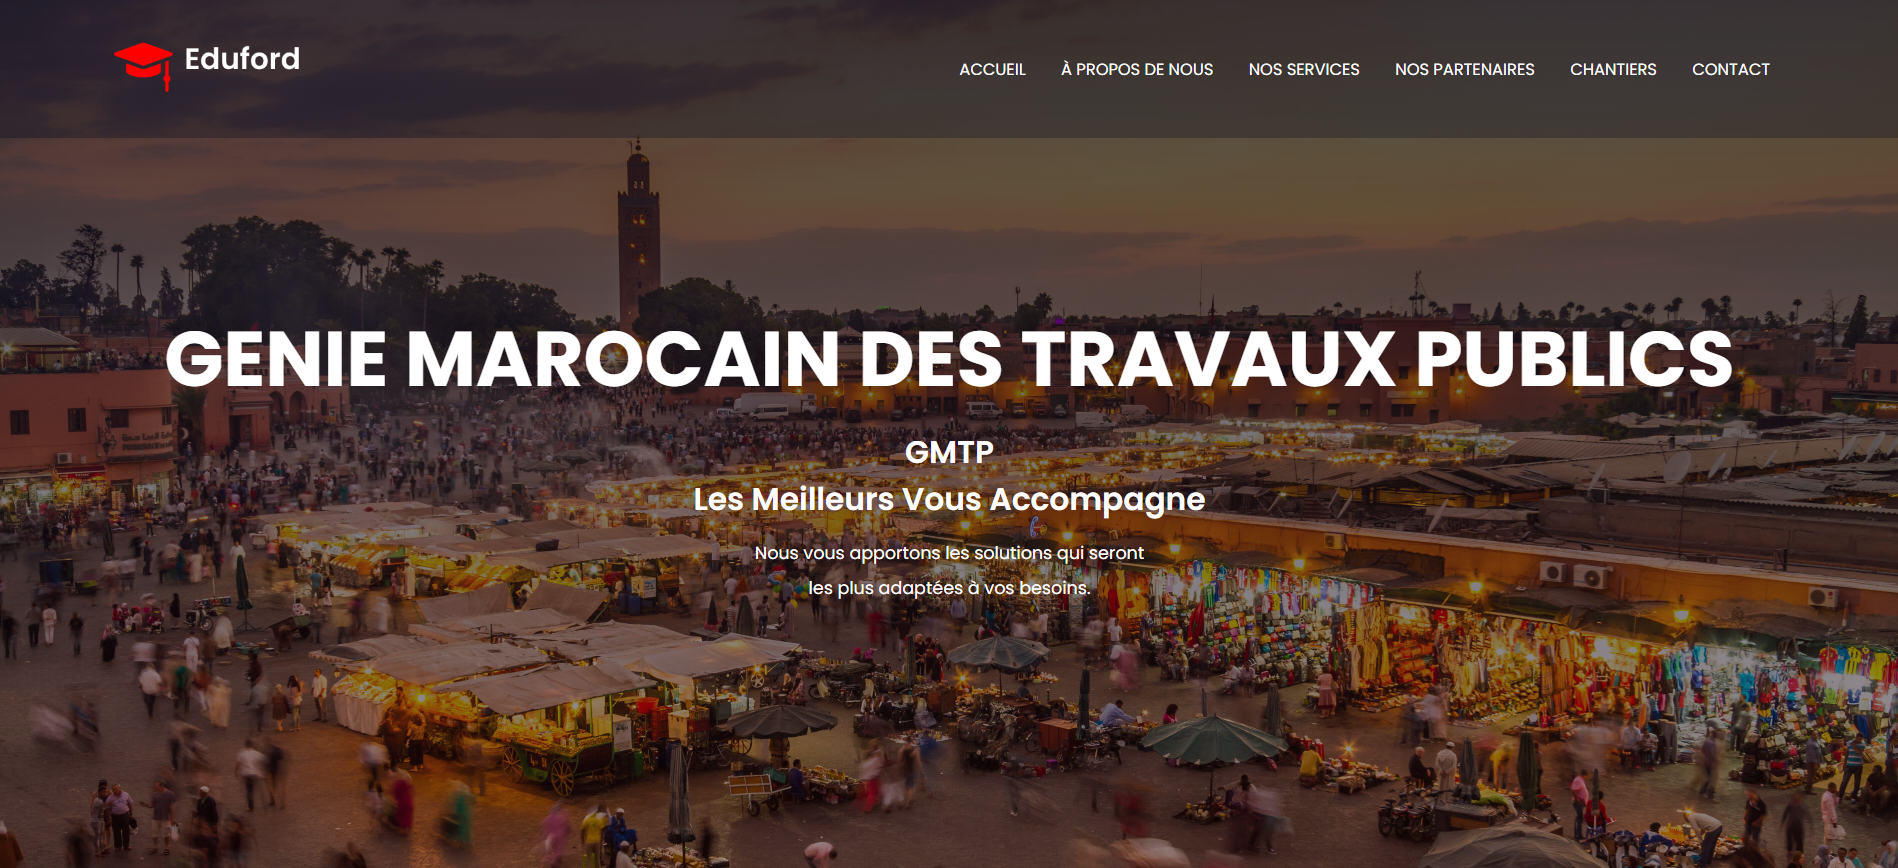 Eduford
ACCUEIL À PROPOS DE NOUS NOS SERVICES NOS PARTENAIRES CHANTIERS CONTACT
GENIE MAROCAIN DES TRAVAUX PUBLICS
GMTP
Les Meilleurs Vous Accompagne
Nous vous apportons les solutions qui seront
les plus adaptées à vos besoins.